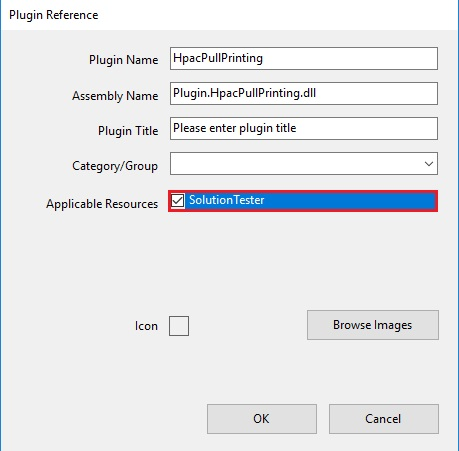 Plugin Reference
Plugin Name HpacPullPrinting
Assembly Name Plugin.HpacPullPrinting.dll
Plugin Title Please enter plugin title
Category/Group
Applicable Resources SolutionTester
Icon Browse Images
OK Cancel